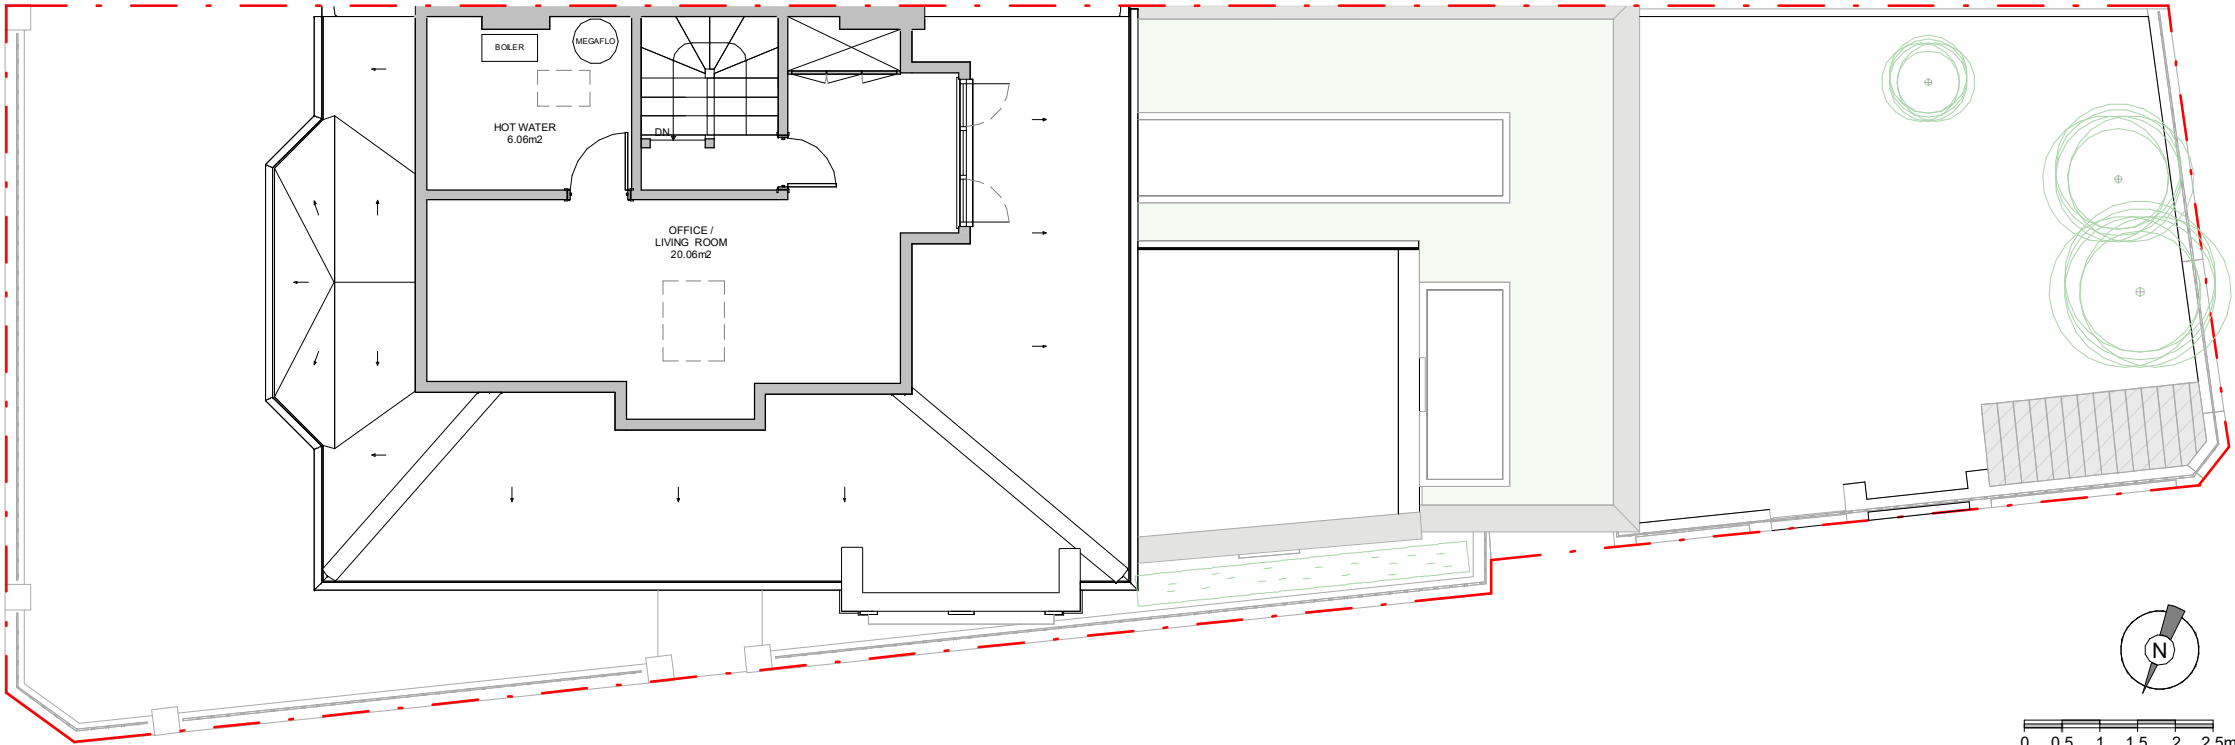 BOILER
MEGAFLO
HOT WATER
6.06m2
DN
OFFICE /
LIVING ROOM
20.06m2
N
0 0.5 1 1.5 2 2.5m